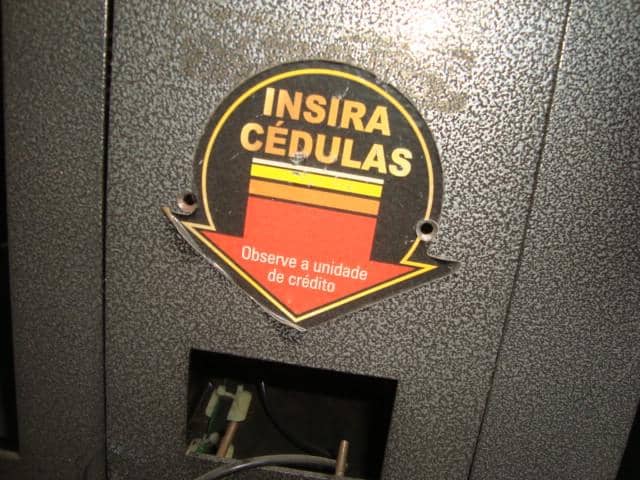 INSIRA
CÉDULAS
Observe a unidade
de crédito